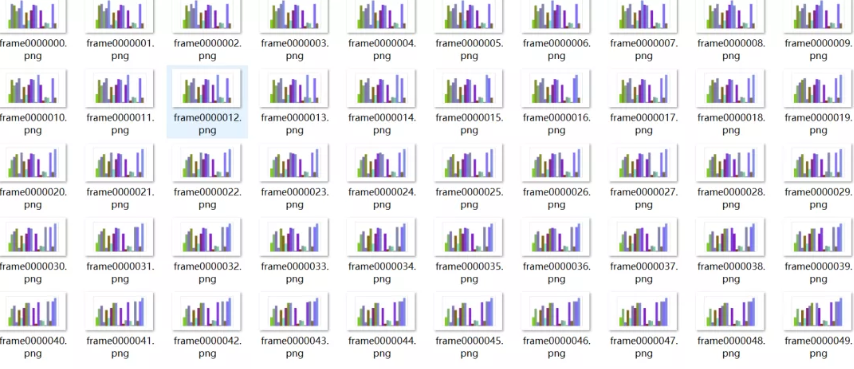 frame0000000. frame0000001. frame0000002. frame0000003. frame0000004. frame0000005. frame0000006. frame0000007. frame0000008. frame0000009.
png png png png png png png png png png
frame0000010. frame0000011. frame0000012. frame0000013. frame0000014. frame0000015. frame0000016. frame0000017. frame0000018. frame0000019.
png png png png png png png png png png
frame0000020. frame0000021. frame0000022. frame0000023. frame0000024. frame0000025. frame0000026. frame0000027. frame0000028. frame0000029.
png png png png png png png png png png
frame0000030. frame0000031. frame0000032. frame0000033. frame0000034. frame0000035. frame0000036. frame0000037. frame0000038. frame0000039.
png png png png png png png png png png
frame0000040. frame0000041. frame0000042. frame0000043. frame0000044. frame0000045. frame0000046. frame0000047. frame0000048. frame0000049.
png png png png png png png png png png